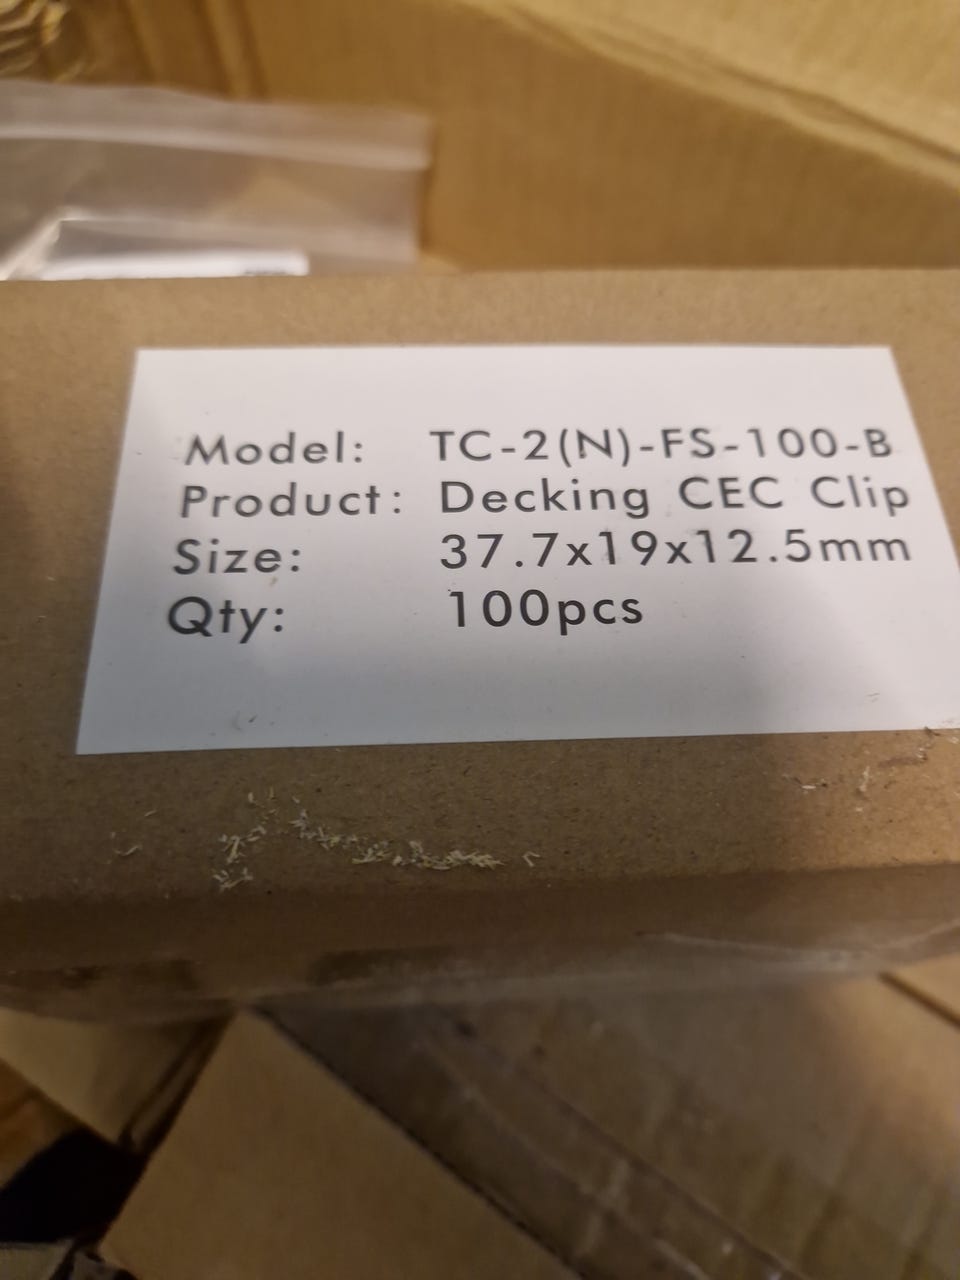 Model: TC-2(N)-FS-100-B
Product: Decking CEC Clip
Size: 37.7x19x12.5mm
Qty: 100pcs